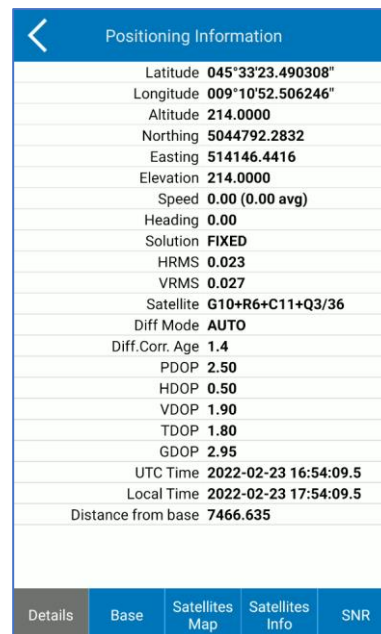 Positioning Information
Latitude 045°33'23.490308"
Longitude 009°10'52.506246"
Altitude 214.0000
Northing 5044792.2832
Easting 514146.4416
Elevation 214.0000
Speed 0.00 (0.00 avg)
Heading 0.00
Solution FIXED
HRMS 0.023
VRMS 0.027
Satellite G10+R6+C11+Q3/36
Diff Mode AUTO
Diff.Corr. Age 1.4
PDOP 2.50
HDOP 0.50
VDOP 1.90
TDOP 1.80
GDOP 2.95
UTC Time 2022-02-23 16:54:09.5
Local Time 2022-02-23 17:54:09.5
Distance from base 7466.635
Details Base Satellites Map Satellites Info SNR